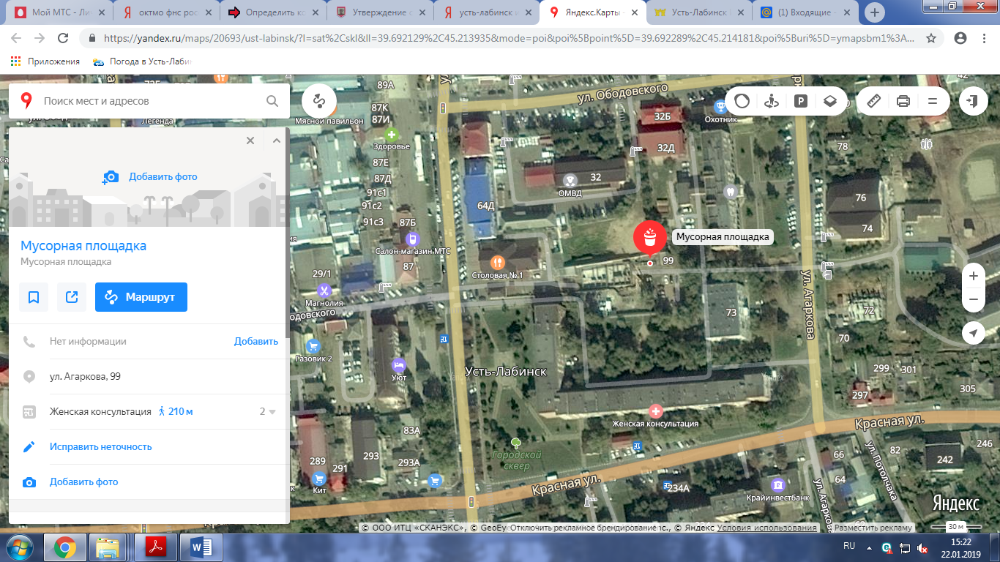 Мой МТС - Ли
октмо фнс рос
Определить ко
Утверждение с
усть-лабинск и
Яндекс.Карты -
Усть-Лабинск
(1) Входящие -
https://yandex.ru/maps/20693/ust-labinsk/?l=sat%2Cskl&ll=39.692129%2C45.213935&mode=poi&poi%5Bpoint%5D=39.692289%2C45.214181&poi%5Buri%5D=ymapsbm1%3A...
Приложения
Погода в Усть-Лаби
Поиск мест и адресов
Добавить фото
Мусорная площадка
Мусорная площадка
Маршрут
Нет информации
Добавить
ул. Агаркова, 99
Женская консультация 210 м 2
Исправить неточность
Добавить фото
Легенда
Мясной павильон
89А
87К
87И
Здоровье
87Е
87Д
91с1
91с2
91с3
87Б
Салон-магазин МТС
87
29/1
Магнолия
Газовик 2
Уют
83А
293
293А
289
291
Кит
ул. Ободовского
32Б
32Д
Охотник
32
ОМВД
64Д
Столовая № 1
Мусорная площадка
99
73
Усть-Лабинск
Женская консультация
Городской
сквер
Красная ул.
Красная ул.
234А
Крайинвестбанк
ул. Агаркова
ул. Агаркова
ул. Потолчака
42
78
76
74
72
70
299
301
297
305
66
64
82
246
242
Яндекс
30 м
© ООО ИТЦ «СКАНЭКС», © GeoEy
Отключить рекламное брендирование
© Яндекс Условия использования
Разместить рекламу
RU
15:22
22.01.2019